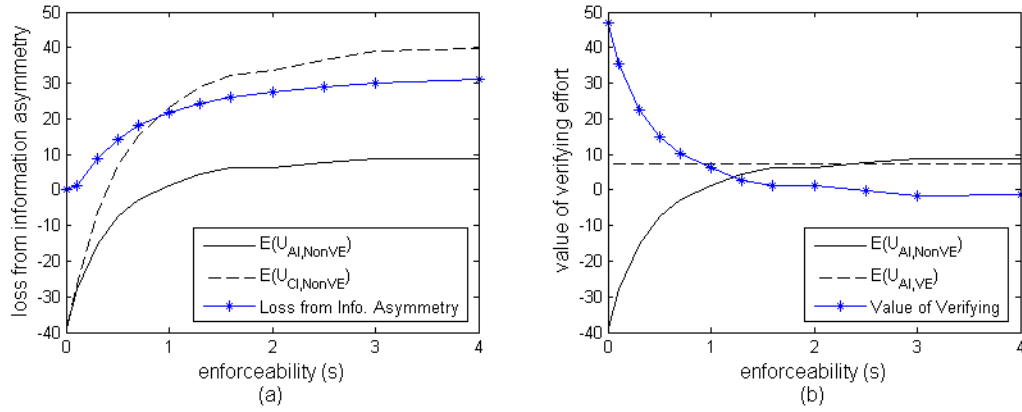 50
40
30
20
10
0
-10
-20
-30
-40
loss from information asymmetry
E(U_AI,NonVE)
E(U_CI,NonVE)
Loss from Info. Asymmetry
0 1 2 3 4
enforceability (s)
(a)
50
40
30
20
10
0
-10
-20
-30
-40
value of verifying effort
E(U_AI,NonVE)
E(U_AI,VE)
Value of Verifying
0 1 2 3 4
enforceability (s)
(b)